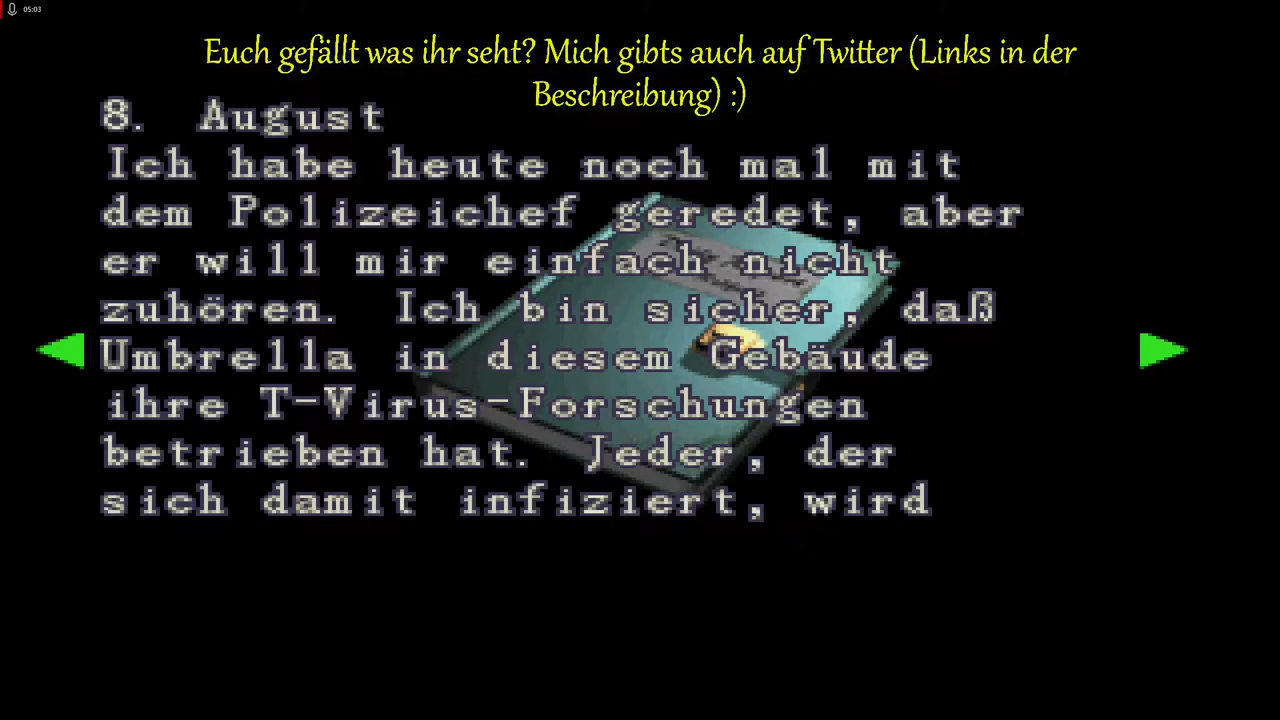 05:03
Euch gefällt was ihr seht? Mich gibts auch auf Twitter (Links in der
Beschreibung) :)
8. August
Ich habe heute noch mal mit
dem Polizeichef geredet, aber
er will mir einfach nicht
zuhören. Ich bin sicher, daß
Umbrella in diesem Gebäude
ihre T-Virus-Forschungen
betrieben hat. Jeder, der
sich damit infiziert, wird